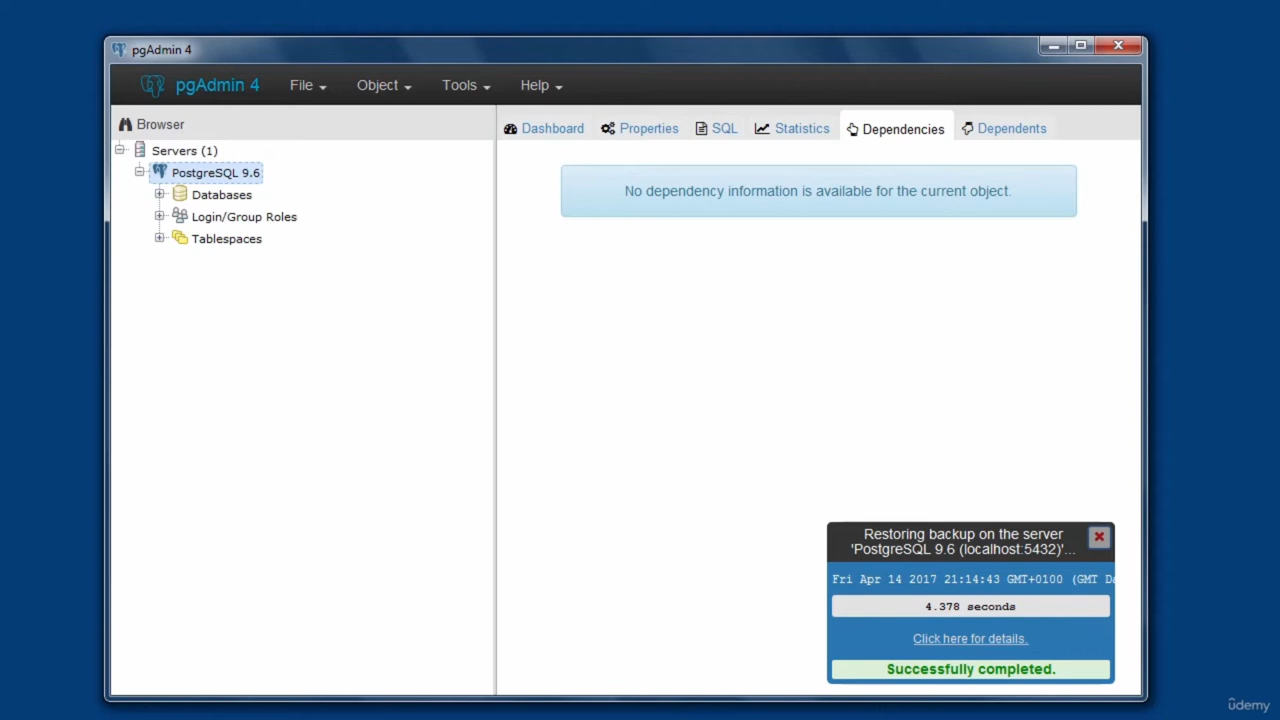 pgAdmin 4
pgAdmin 4 File Object Tools Help
Browser
Servers (1)
PostgreSQL 9.6
Databases
Login/Group Roles
Tablespaces
Dashboard Properties SQL Statistics Dependencies Dependents
No dependency information is available for the current object.
Restoring backup on the server
'PostgreSQL 9.6 (localhost:5432)'...
Fri Apr 14 2017 21:14:43 GMT+0100 (GMT Da
4.378 seconds
Click here for details.
Successfully completed.
ûdemy